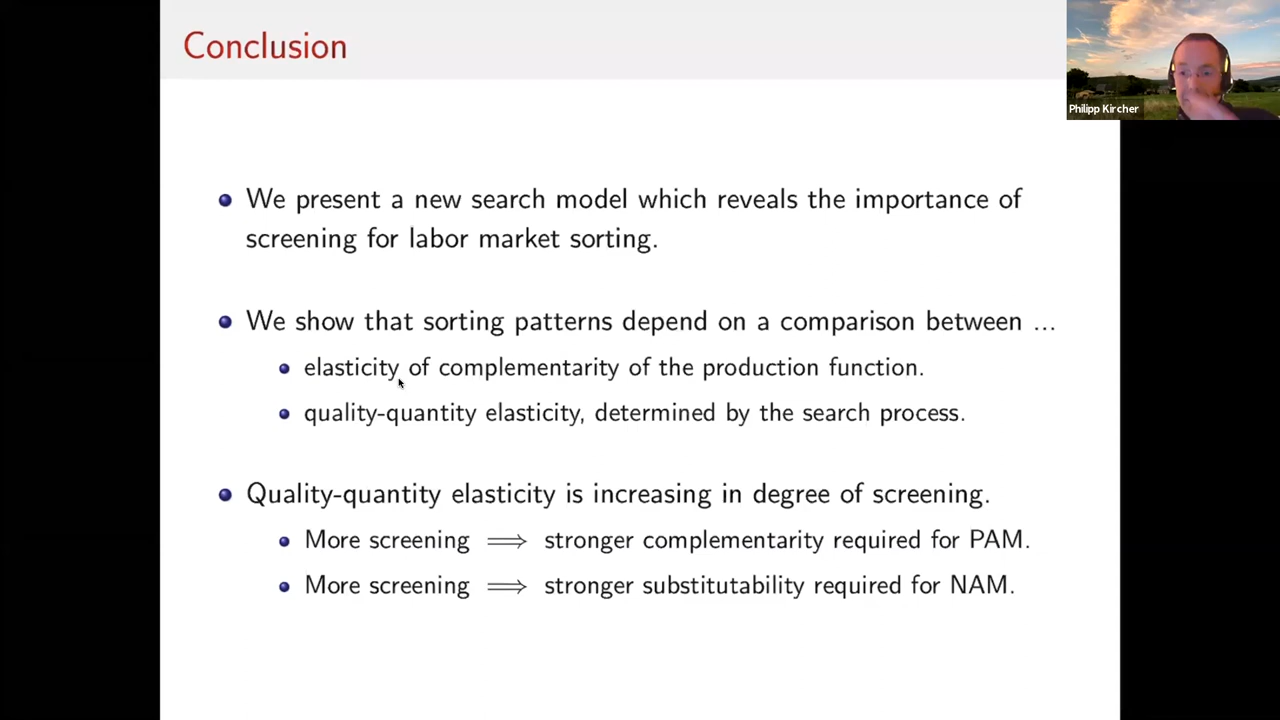 Conclusion
Philipp Kircher
We present a new search model which reveals the importance of
screening for labor market sorting.
We show that sorting patterns depend on a comparison between ...
elasticity of complementarity of the production function.
quality-quantity elasticity, determined by the search process.
Quality-quantity elasticity is increasing in degree of screening.
More screening ⟹ stronger complementarity required for PAM.
More screening ⟹ stronger substitutability required for NAM.